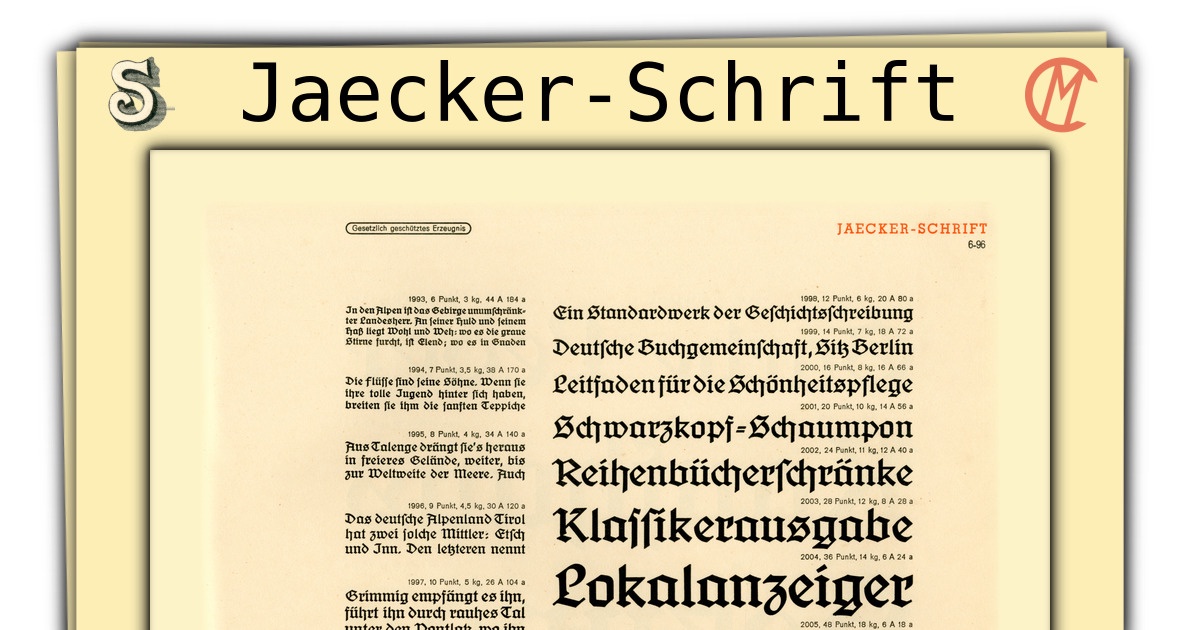 Jaecker-Schrift
Gesetzlich geschütztes Erzeugnis
JAECKER-SCHRIFT
6-96
1993, 6 Punkt, 3 kg, 44 A 184 a
In den Alpen iſt das Gebirge unumſchränk-
ter Landesherr. An ſeiner Huld und ſeinem
Haß liegt Wohl und Weh: wo es die graue
Stirne furcht, iſt Elend; wo es in Gnaden
1994, 7 Punkt, 3,5 kg, 38 A 170 a
Die Flüſſe ſind ſeine Söhne. Wenn ſie
ihre tolle Jugend hinter ſich haben,
breiten ſie ihm die ſanften Teppiche
1995, 8 Punkt, 4 kg, 34 A 140 a
Aus Talenge drängt ſie's heraus
in freieres Gelände, weiter, bis
zur Weltweite der Meere. Auch
1996, 9 Punkt, 4,5 kg, 30 A 120 a
Das deutſche Alpenland Tirol
hat zwei ſolche Mittler: Etſch
und Inn. Den letzteren nennt
1997, 10 Punkt, 5 kg, 26 A 104 a
Grimmig empfängt es ihn,
führt ihn durch rauhes Tal
unter den Pontlatz, wo ihn
1998, 12 Punkt, 6 kg, 20 A 80 a
Ein Standardwerk der Geſchichtsſchreibung
1999, 14 Punkt, 7 kg, 18 A 72 a
Deutſche Buchgemeinſchaft, Sitz Berlin
2000, 16 Punkt, 8 kg, 16 A 66 a
Leitfaden für die Schönheitspflege
2001, 20 Punkt, 10 kg, 14 A 56 a
Schwarzkopf-Schaumpon
2002, 24 Punkt, 11 kg, 12 A 40 a
Reihenbücherſchränke
2003, 28 Punkt, 12 kg, 8 A 28 a
Klaſſikerausgabe
2004, 36 Punkt, 14 kg, 6 A 24 a
Lokalanzeiger
2005, 48 Punkt, 18 kg, 6 A 18 a